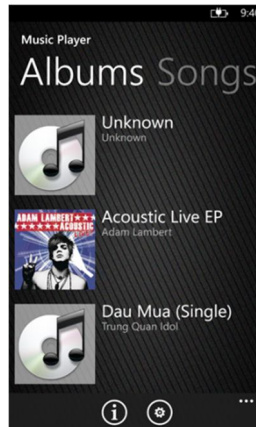 9:40
Music Player
Albums Songs
Unknown
Unknown
ADAM LAMBERT
ACOUSTIC
Acoustic Live EP
Adam Lambert
Dau Mua (Single)
Trung Quan Idol